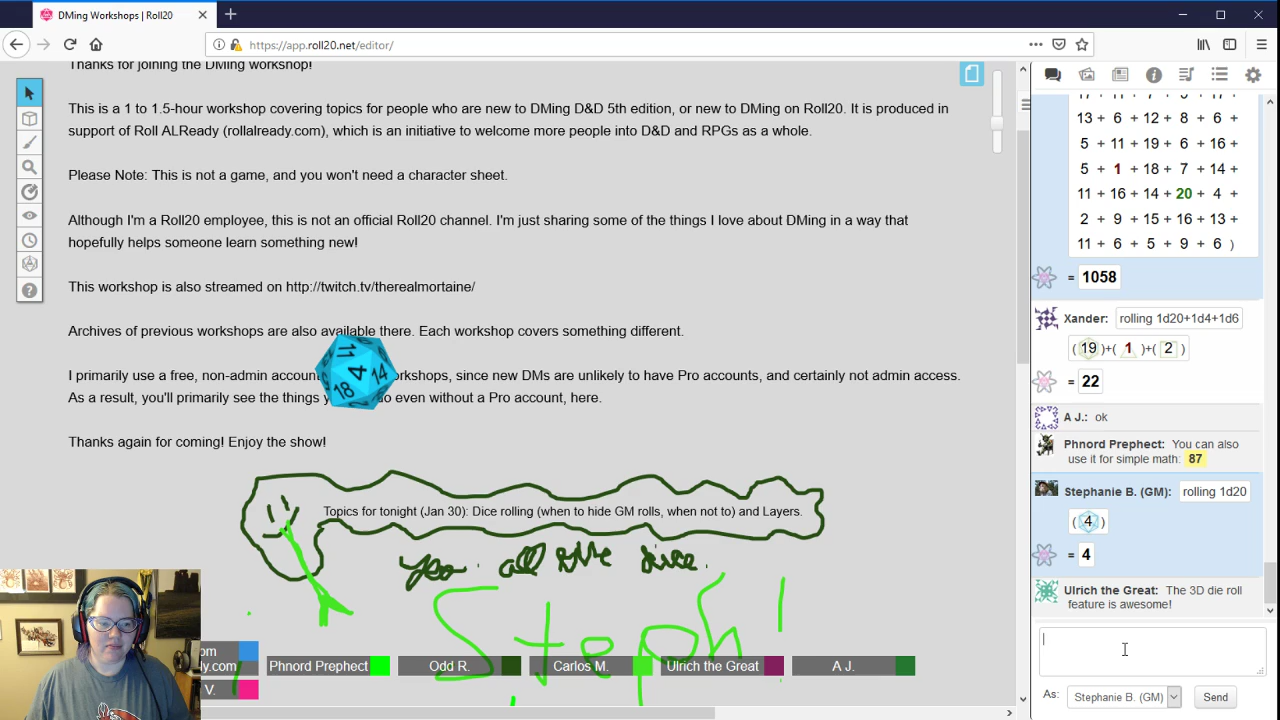 DMing Workshops | Roll20
https://app.roll20.net/editor/
Thanks for joining the DMing workshop!
This is a 1 to 1.5-hour workshop covering topics for people who are new to DMing D&D 5th edition, or new to DMing on Roll20. It is produced in
support of Roll ALReady (rollalready.com), which is an initiative to welcome more people into D&D and RPGs as a whole.
Please Note: This is not a game, and you won't need a character sheet.
Although I'm a Roll20 employee, this is not an official Roll20 channel. I'm just sharing some of the things I love about DMing in a way that
hopefully helps someone learn something new!
This workshop is also streamed on http://twitch.tv/therealmortaine/
Archives of previous workshops are also available there. Each workshop covers something different.
I primarily use a free, non-admin account workshops, since new DMs are unlikely to have Pro accounts, and certainly not admin access.
As a result, you'll primarily see the things do even without a Pro account, here.
Thanks again for coming! Enjoy the show!
11
4
14
18
Topics for tonight (Jan 30): Dice rolling (when to hide GM rolls, when not to) and Layers.
yes. all the dice.
Steph!
Phnord Prephect
Odd R.
Carlos M.
Ulrich the Great
A J.
V.
13 + 6 + 12 + 8 + 6 +
5 + 11 + 19 + 6 + 16 +
5 + 1 + 18 + 7 + 14 +
11 + 16 + 14 + 20 + 4 +
2 + 9 + 15 + 16 + 13 +
11 + 6 + 5 + 9 + 6 )
= 1058
Xander: rolling 1d20+1d4+1d6
(19)+( 1 )+( 2 )
= 22
A J.: ok
Phnord Prephect: You can also
use it for simple math: 87
Stephanie B. (GM): rolling 1d20
( 4 )
= 4
Ulrich the Great: The 3D die roll
feature is awesome!
As: Stephanie B. (GM) Send